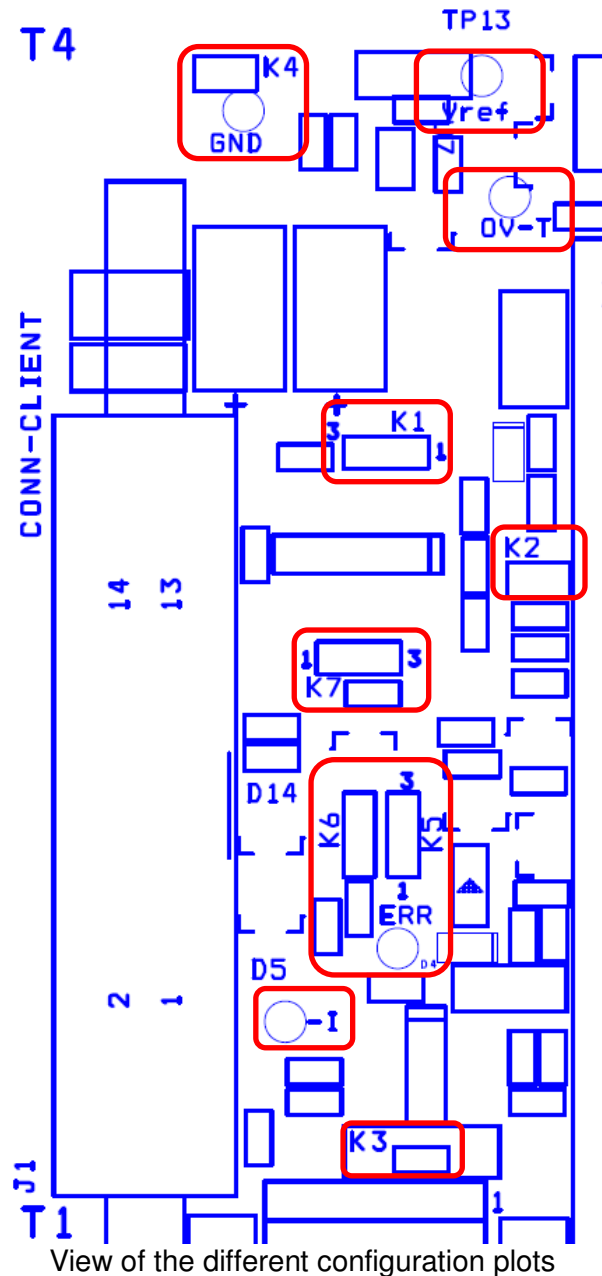 TP13
T4
K4
Vref
GND
0V-T
CONN-CLIENT
+ +
K1
3
1
K2
14 13
1 3
K7
D14
3
K6 K5
1
ERR
D4
D5
2 1
-I
K3
J1
T1
1
View of the different configuration plots